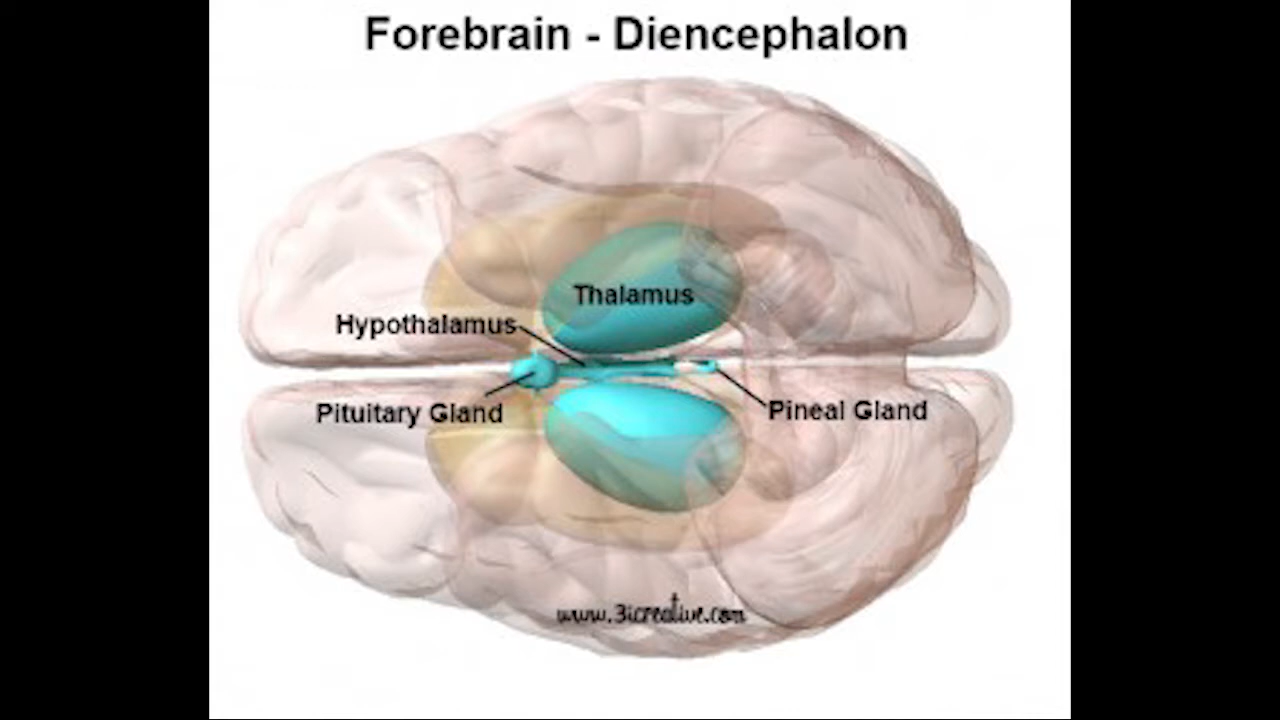 Forebrain - Diencephalon
Thalamus
Hypothalamus
Pituitary Gland
Pineal Gland
www.3icreative.com